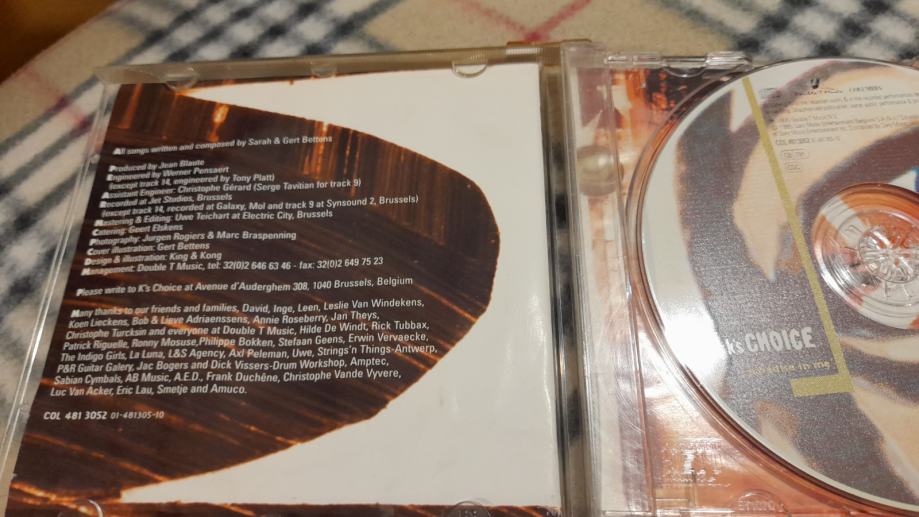 All songs written and composed by Sarah & Gert Bettens
Produced by Jean Blaute
Engineered by Werner Pensaert
(except track 14, engineered by Tony Platt)
Assistant Engineer: Christophe Gérard (Serge Tavitian for track 9)
Recorded at Jet Studios, Brussels
(except track 14, recorded at Galaxy, Mol and track 9 at Synsound 2, Brussels)
Mastering & Editing: Uwe Teichart at Electric City, Brussels
Catering: Geert Elskens
Photography: Jurgen Rogiers & Marc Braspenning
Cover illustration: Gert Bettens
Design & illustration: King & Kong
Management: Double T Music, tel: 32(0)2 646 63 46 - fax: 32(0)2 649 75 23
Please write to K's Choice at Avenue d'Auderghem 308, 1040 Brussels, Belgium
Many thanks to our friends and families, David, Inge, Leen, Leslie Van Windekens,
Koen Lieckens, Bob & Lieve Adriaenssens, Annie Roseberry, Jan Theys,
Christophe Turcksin and everyone at Double T Music, Hilde De Windt, Rick Tubbax,
Patrick Riguelle, Ronny Mosuse, Philippe Bokken, Stefaan Geens, Erwin Vervaecke,
The Indigo Girls, La Luna, L&S Agency, Axl Peleman, Uwe, Strings'n Things-Antwerp,
P&R Guitar Galery, Jac Bogers and Dick Vissers-Drum Workshop, Amptec,
Sabian Cymbals, AB Music, A.E.D., Frank Duchêne, Christophe Vande Vyvere,
Luc Van Acker, Eric Lau, Smetje and Amuco.
COL 481 3052 01-481305-10
COLUMBIA
k's CHOICE
in me